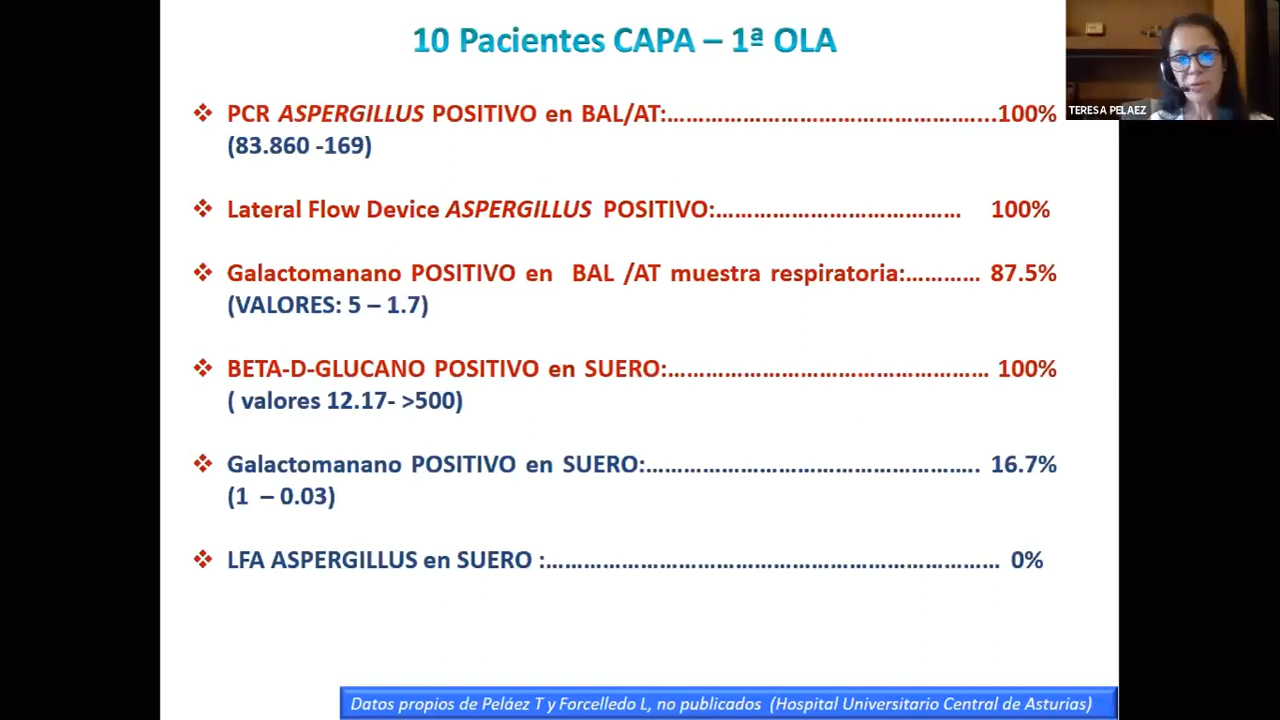 10 Pacientes CAPA – 1ª OLA
TERESA PELAEZ
PCR ASPERGILLUS POSITIVO en BAL/AT:…………………………………………...100%
(83.860 -169)
Lateral Flow Device ASPERGILLUS POSITIVO:………………………………… 100%
Galactomanano POSITIVO en BAL /AT muestra respiratoria:………… 87.5%
(VALORES: 5 – 1.7)
BETA-D-GLUCANO POSITIVO en SUERO:…………………………………………… 100%
( valores 12.17- >500)
Galactomanano POSITIVO en SUERO:…………………………………………….. 16.7%
(1 – 0.03)
LFA ASPERGILLUS en SUERO :……………………………………………………………… 0%
Datos propios de Peláez T y Forcelledo L, no publicados (Hospital Universitario Central de Asturias)